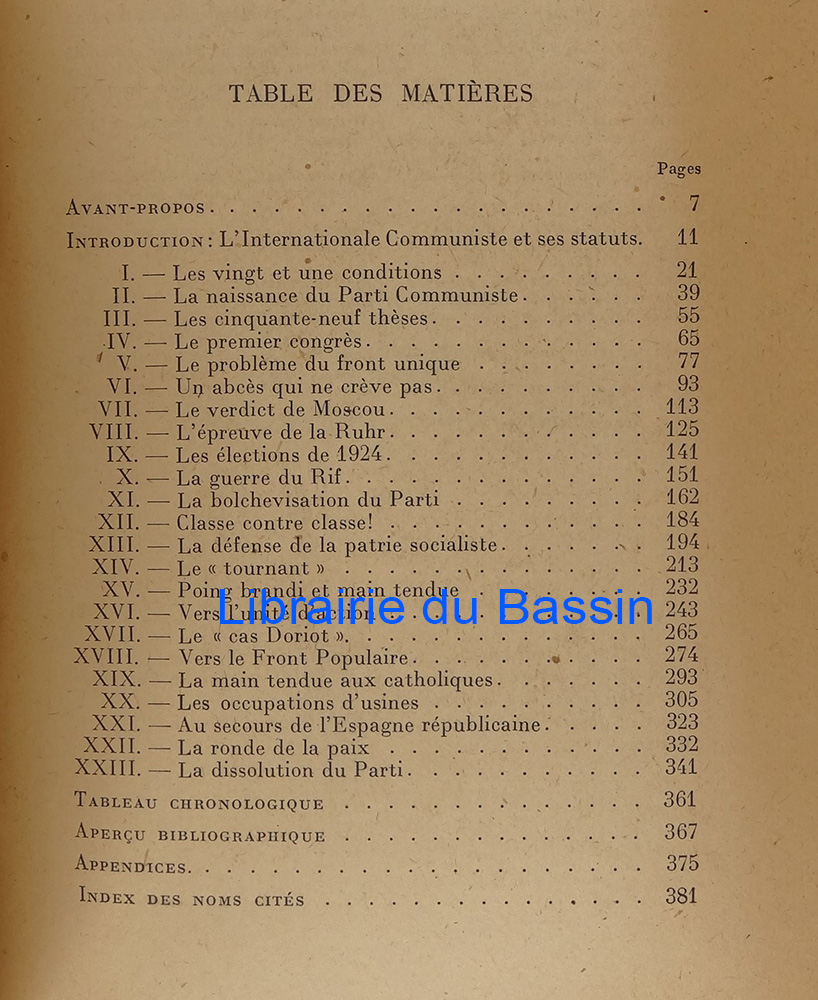 TABLE DES MATIÈRES
Pages
AVANT-PROPOS. . . . . . . . . . . . . . . . . . . . 7
INTRODUCTION : L'Internationale Communiste et ses statuts. 11
I. — Les vingt et une conditions . . . . . . . . . 21
II. — La naissance du Parti Communiste. . . . . . 39
III. — Les cinquante-neuf thèses. . . . . . . . . . 55
IV. — Le premier congrès. . . . . . . . . . . . . 65
V. — Le problème du front unique . . . . . . . . 77
VI. — Un abcès qui ne crève pas. . . . . . . . . . 93
VII. — Le verdict de Moscou. . . . . . . . . . . . 113
VIII. — L'épreuve de la Ruhr. . . . . . . . . . . . 125
IX. — Les élections de 1924. . . . . . . . . . . . 141
X. — La guerre du Rif. . . . . . . . . . . . . . 151
XI. — La bolchevisation du Parti . . . . . . . . . 162
XII. — Classe contre classe! . . . . . . . . . . . . 184
XIII. — La défense de la patrie socialiste. . . . . . . 194
XIV. — Le « tournant » . . . . . . . . . . . . . . 213
XV. — Poing brandi et main tendue . . . . . . . . 232
XVI. — Vers l'unité d'action . . . . . . . . . . . . 243
XVII. — Le « cas Doriot ». . . . . . . . . . . . . . 265
XVIII. — Vers le Front Populaire. . . . . . . . . . . 274
XIX. — La main tendue aux catholiques. . . . . . . 293
XX. — Les occupations d'usines . . . . . . . . . . 305
XXI. — Au secours de l'Espagne républicaine. . . . . 323
XXII. — La ronde de la paix . . . . . . . . . . . . 332
XXIII. — La dissolution du Parti. . . . . . . . . . . 341
TABLEAU CHRONOLOGIQUE . . . . . . . . . . . . . . 361
APERÇU BIBLIOGRAPHIQUE . . . . . . . . . . . . . . 367
APPENDICES. . . . . . . . . . . . . . . . . . . . . 375
INDEX DES NOMS CITÉS . . . . . . . . . . . . . . . 381
Librairie du Bassin